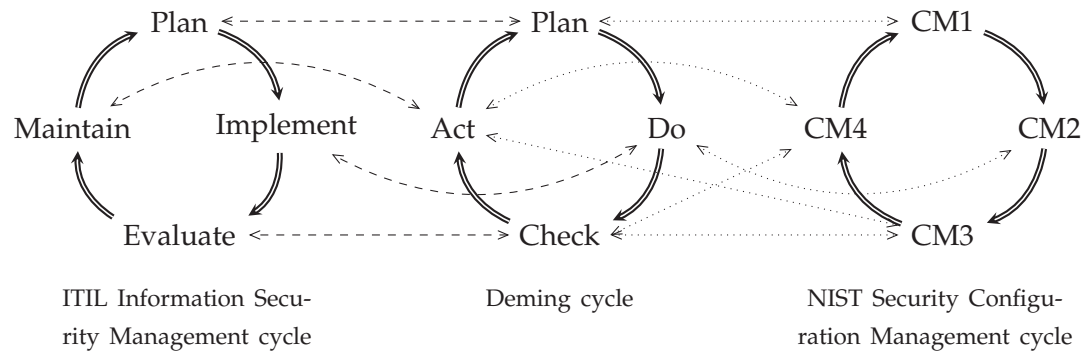 Plan
Plan
CM1
Maintain
Implement
Act
Do
CM4
CM2
Evaluate
Check
CM3
ITIL Information Secu-
rity Management cycle
Deming cycle
NIST Security Configu-
ration Management cycle